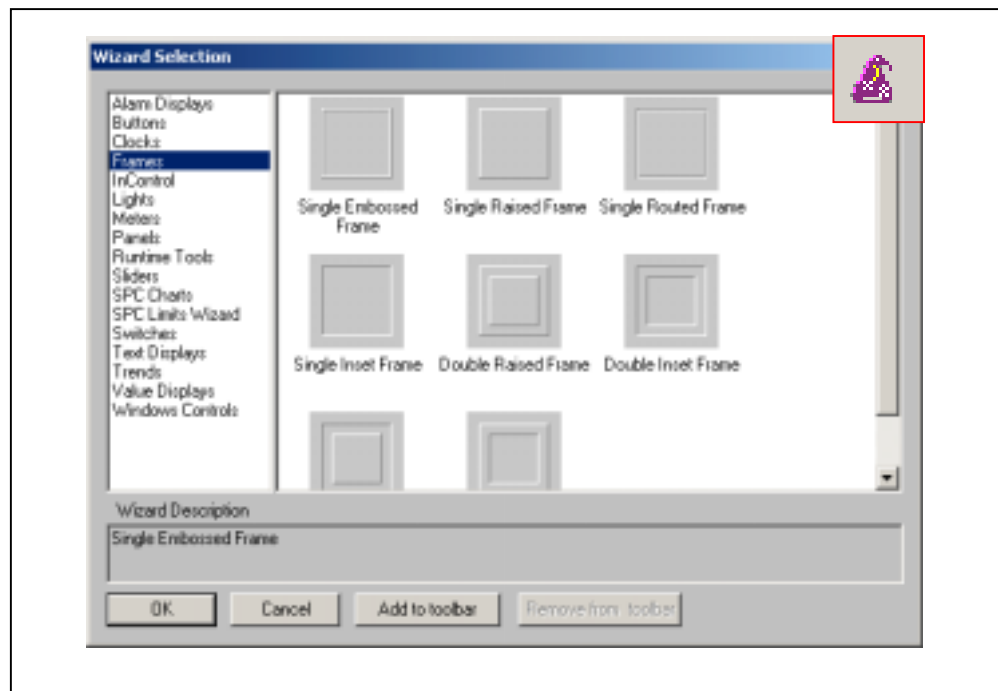 Wizard Selection
Alarm Displays
Buttons
Clocks
Frames
InControl
Lights
Meters
Panels
Runtime Tools
Sliders
SPC Charts
SPC Limits Wizard
Switches
Text Displays
Trends
Value Displays
Windows Controls
Single Embossed
Frame
Single Raised Frame
Single Routed Frame
Single Inset Frame
Double Raised Frame
Double Inset Frame
Wizard Description
Single Embossed Frame
OK
Cancel
Add to toolbar
Remove from toolbar